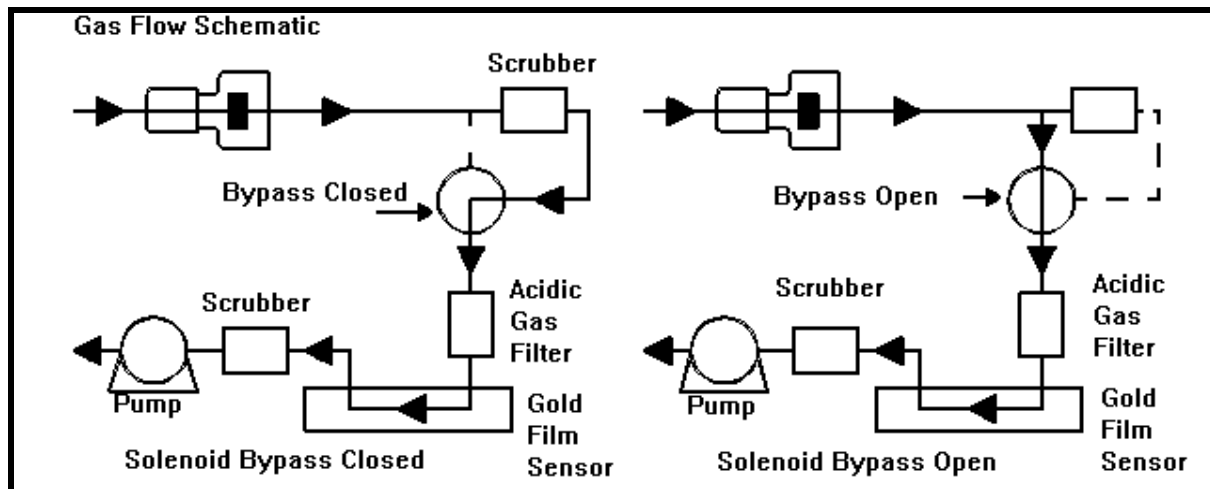 Gas Flow Schematic
Scrubber
Bypass Closed
Scrubber
Acidic
Gas
Filter
Pump
Gold
Film
Sensor
Solenoid Bypass Closed
Bypass Open
Scrubber
Acidic
Gas
Filter
Pump
Gold
Film
Sensor
Solenoid Bypass Open